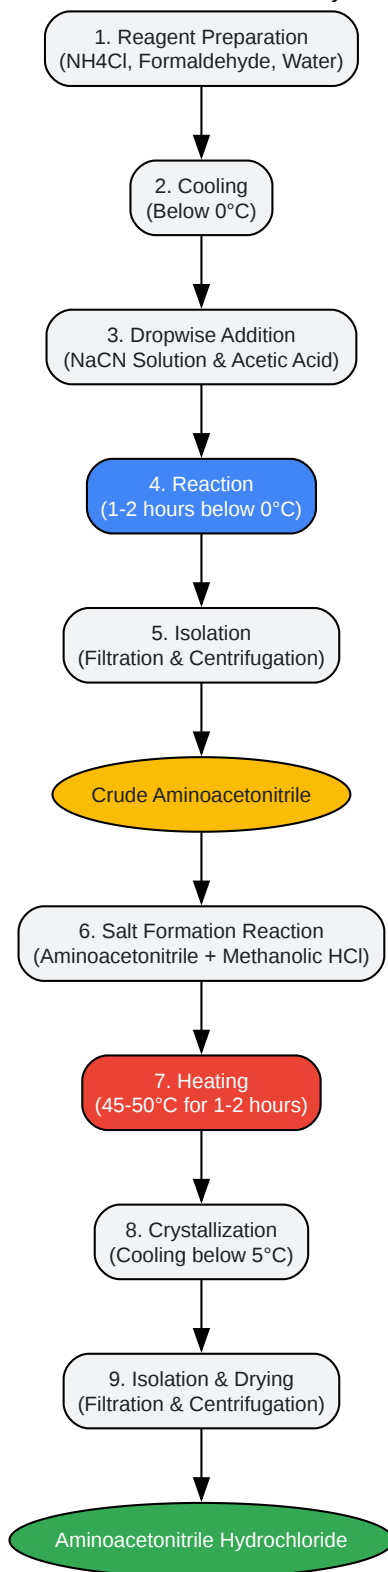 1. Reagent Preparation
(NH4Cl, Formaldehyde, Water)
2. Cooling
(Below 0°C)
3. Dropwise Addition
(NaCN Solution & Acetic Acid)
4. Reaction
(1-2 hours below 0°C)
5. Isolation
(Filtration & Centrifugation)
Crude Aminoacetonitrile
6. Salt Formation Reaction
(Aminoacetonitrile + Methanolic HCl)
7. Heating
(45-50°C for 1-2 hours)
8. Crystallization
(Cooling below 5°C)
9. Isolation & Drying
(Filtration & Centrifugation)
Aminoacetonitrile Hydrochloride